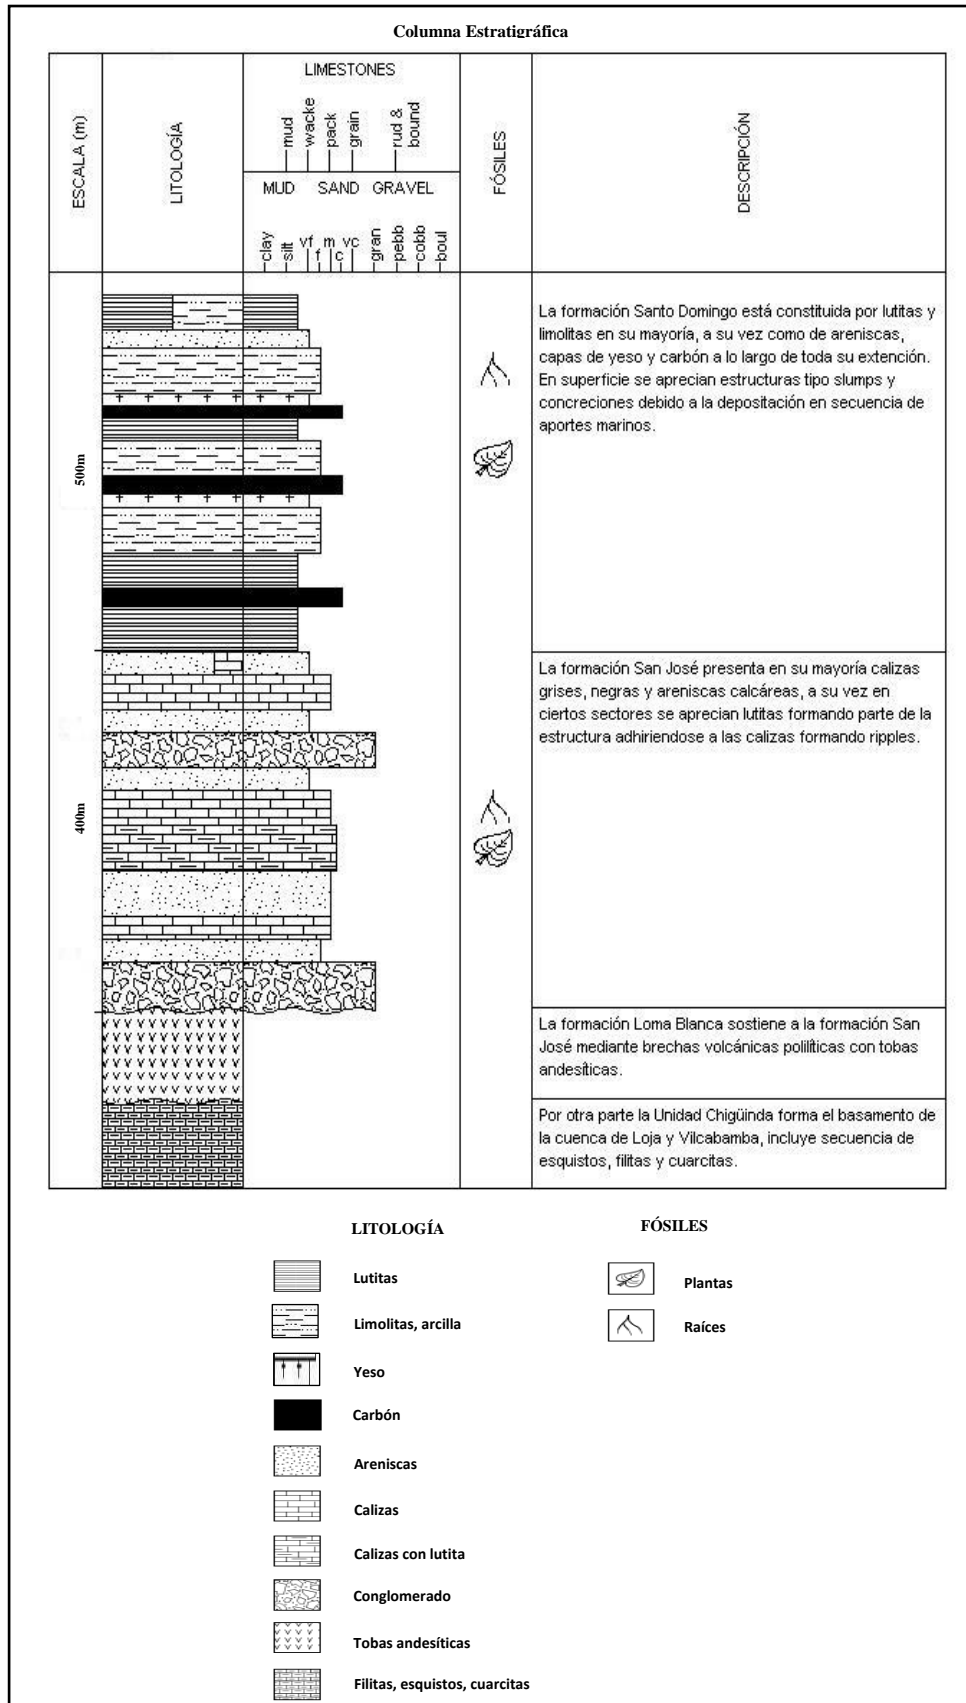 Columna Estratigráfica
ESCALA (m)
LITOLOGÍA
LIMESTONES
mud
wacke
pack
grain
rud &
bound
MUD SAND GRAVEL
clay
silt
vf
f
m
c
vc
gran
pebb
cobb
boul
FÓSILES
DESCRIPCIÓN
La formación Santo Domingo está constituida por lutitas y
limolitas en su mayoría, a su vez como de areniscas,
capas de yeso y carbón a lo largo de toda su extención.
En superficie se aprecian estructuras tipo slumps y
concreciones debido a la depositación en secuencia de
aportes marinos.
500m
La formación San José presenta en su mayoría calizas
grises, negras y areniscas calcáreas, a su vez en
ciertos sectores se aprecian lutitas formando parte de la
estructura adhiriendose a las calizas formando ripples.
400m
La formación Loma Blanca sostiene a la formación San
José mediante brechas volcánicas polilíticas con tobas
andesíticas.
Por otra parte la Unidad Chigüinda forma el basamento de
la cuenca de Loja y Vilcabamba, incluye secuencia de
esquistos, filitas y cuarcitas.
LITOLOGÍA
Lutitas
Limolitas, arcilla
Yeso
Carbón
Areniscas
Calizas
Calizas con lutita
Conglomerado
Tobas andesíticas
Filitas, esquistos, cuarcitas
FÓSILES
Plantas
Raíces